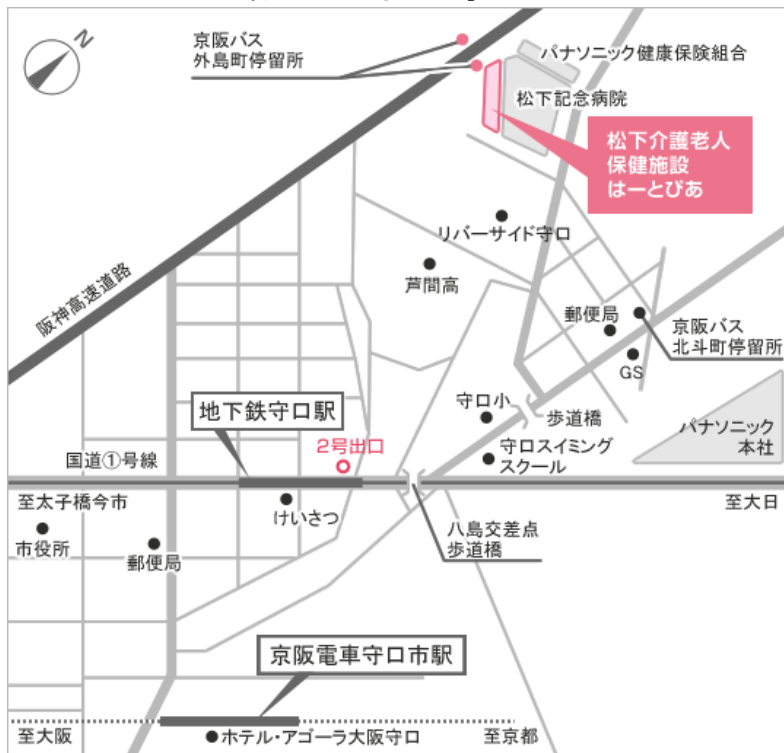 N
京阪バス
外島町停留所
パナソニック健康保険組合
松下記念病院
松下介護老人
保健施設
はーとぴあ
リバーサイド守口
芦間高
阪神高速道路
郵便局
京阪バス
北斗町停留所
GS
地下鉄守口駅
守口小
歩道橋
パナソニック
本社
2号出口
守口スイミング
スクール
国道①号線
至太子橋今市
けいさつ
至大日
市役所
郵便局
八島交差点
歩道橋
京阪電車守口市駅
至大阪
ホテル・アゴーラ大阪守口
至京都